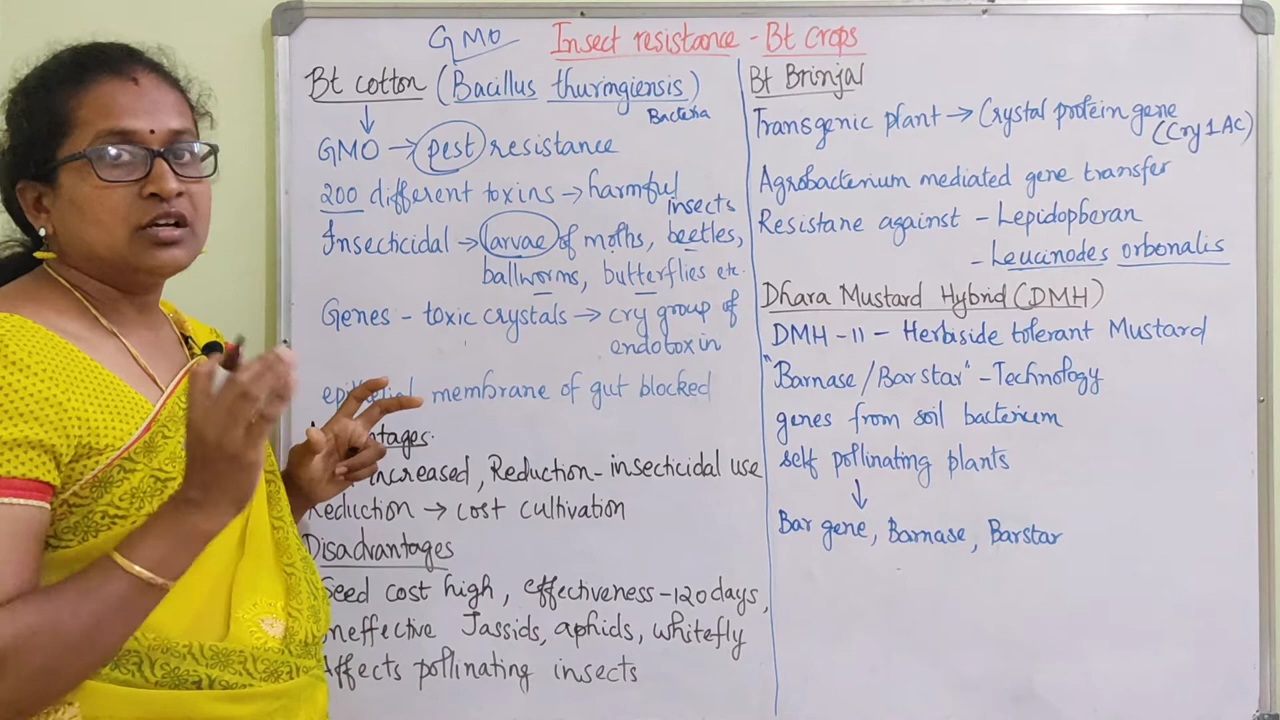 GMO Insect resistance - Bt crops
Bt cotton (Bacillus thuringiensis)
Bacteria
GMO → pest resistance
200 different toxins → harmful
insects
Insecticidal → larvae of moths, beetles,
ballworms, butterflies etc.
Genes - toxic crystals → cry group of
endotoxin
membrane of gut blocked
increased, Reduction - insecticidal use
Reduction → cost cultivation
Disadvantages
Seed cost high, effectiveness - 120 days,
Ineffective Jassids, aphids, whitefly
Affects pollinating insects
Bt Brinjal
Transgenic plant → Crystal protein gene
(Cry 1 AC)
Agrobacterium mediated gene transfer
Resistane against - Lepidopberan
- Leucinodes orbonalis
Dhara Mustard Hybrid (DMH)
DMH - 11 - Herbiside tolerant Mustard
"Barnase / Barstar" - Technology
genes from soil bacterium
self pollinating plants
↓
Bar gene, Barnase, Barstar